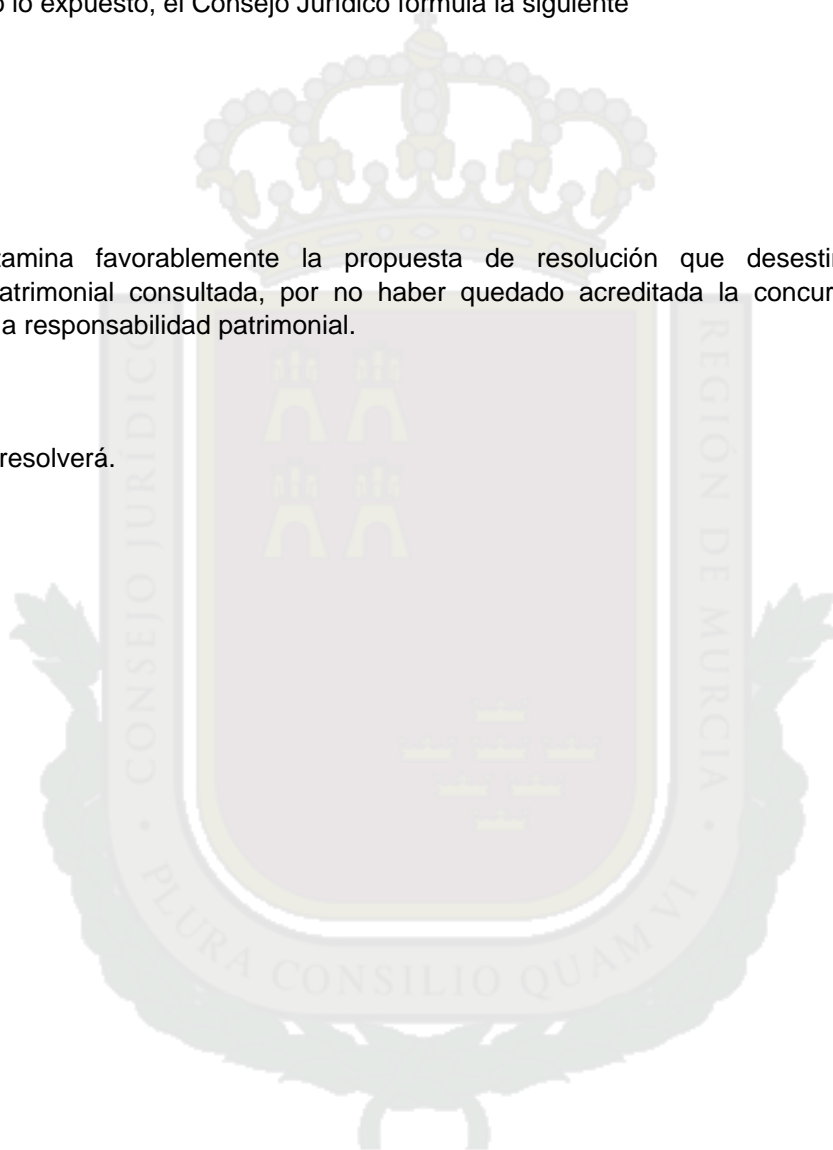 o lo expuesto, el Consejo Jurídico formula la siguiente
tamina favorablemente la propuesta de resolución que desesti
atrimonial consultada, por no haber quedado acreditada la concur
a responsabilidad patrimonial.
resolverá.
CONSEJO JURÍDICO
REGIÓN DE MURCIA
PLURA CONSILIO QUAM VI